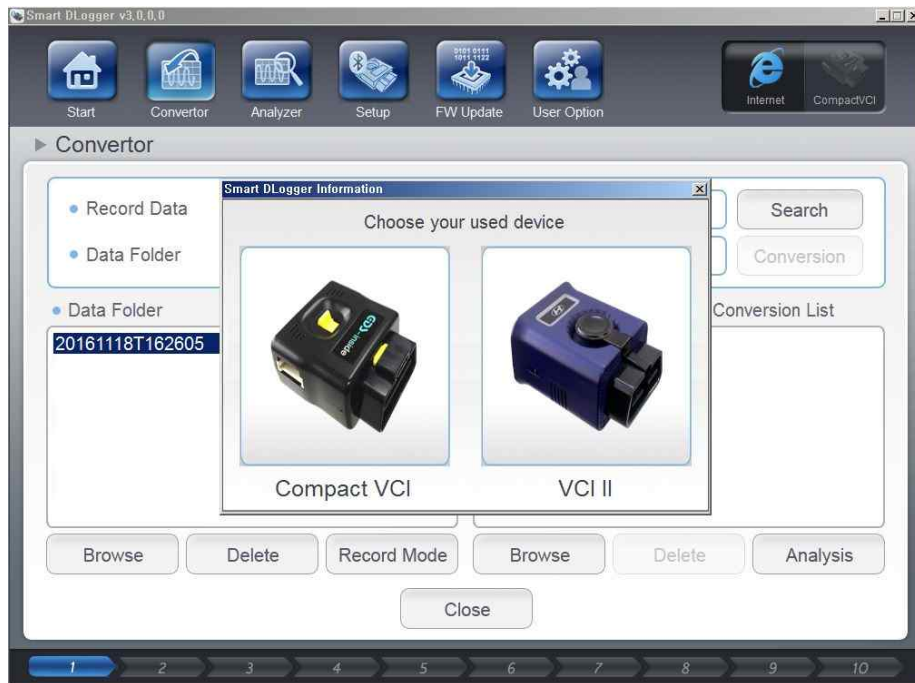 Smart DLogger v3,0,0,0
0101 0111
1011 1122
Start
Convertor
Analyzer
Setup
FW Update
User Option
Internet
CompactVCI
Convertor
Record Data
Search
Data Folder
Conversion
Smart DLogger Information
Choose your used device
GDS-inside
Compact VCI
VCI II
Data Folder
Conversion List
20161118T162605
Browse
Delete
Record Mode
Browse
Delete
Analysis
Close
1 2 3 4 5 6 7 8 9 10